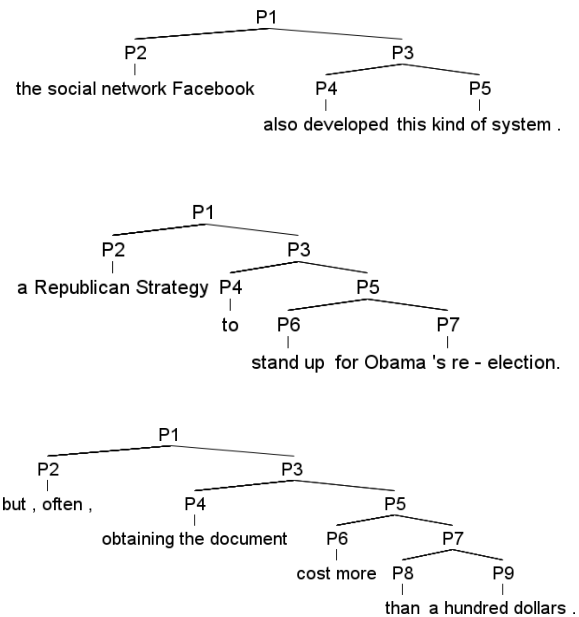 P1
P2 P3
the social network Facebook P4 P5
also developed this kind of system .
P1
P2 P3
a Republican Strategy P4 P5
to P6 P7
stand up for Obama 's re - election.
P1
P2 P3
but , often , P4 P5
obtaining the document P6 P7
cost more P8 P9
than a hundred dollars .